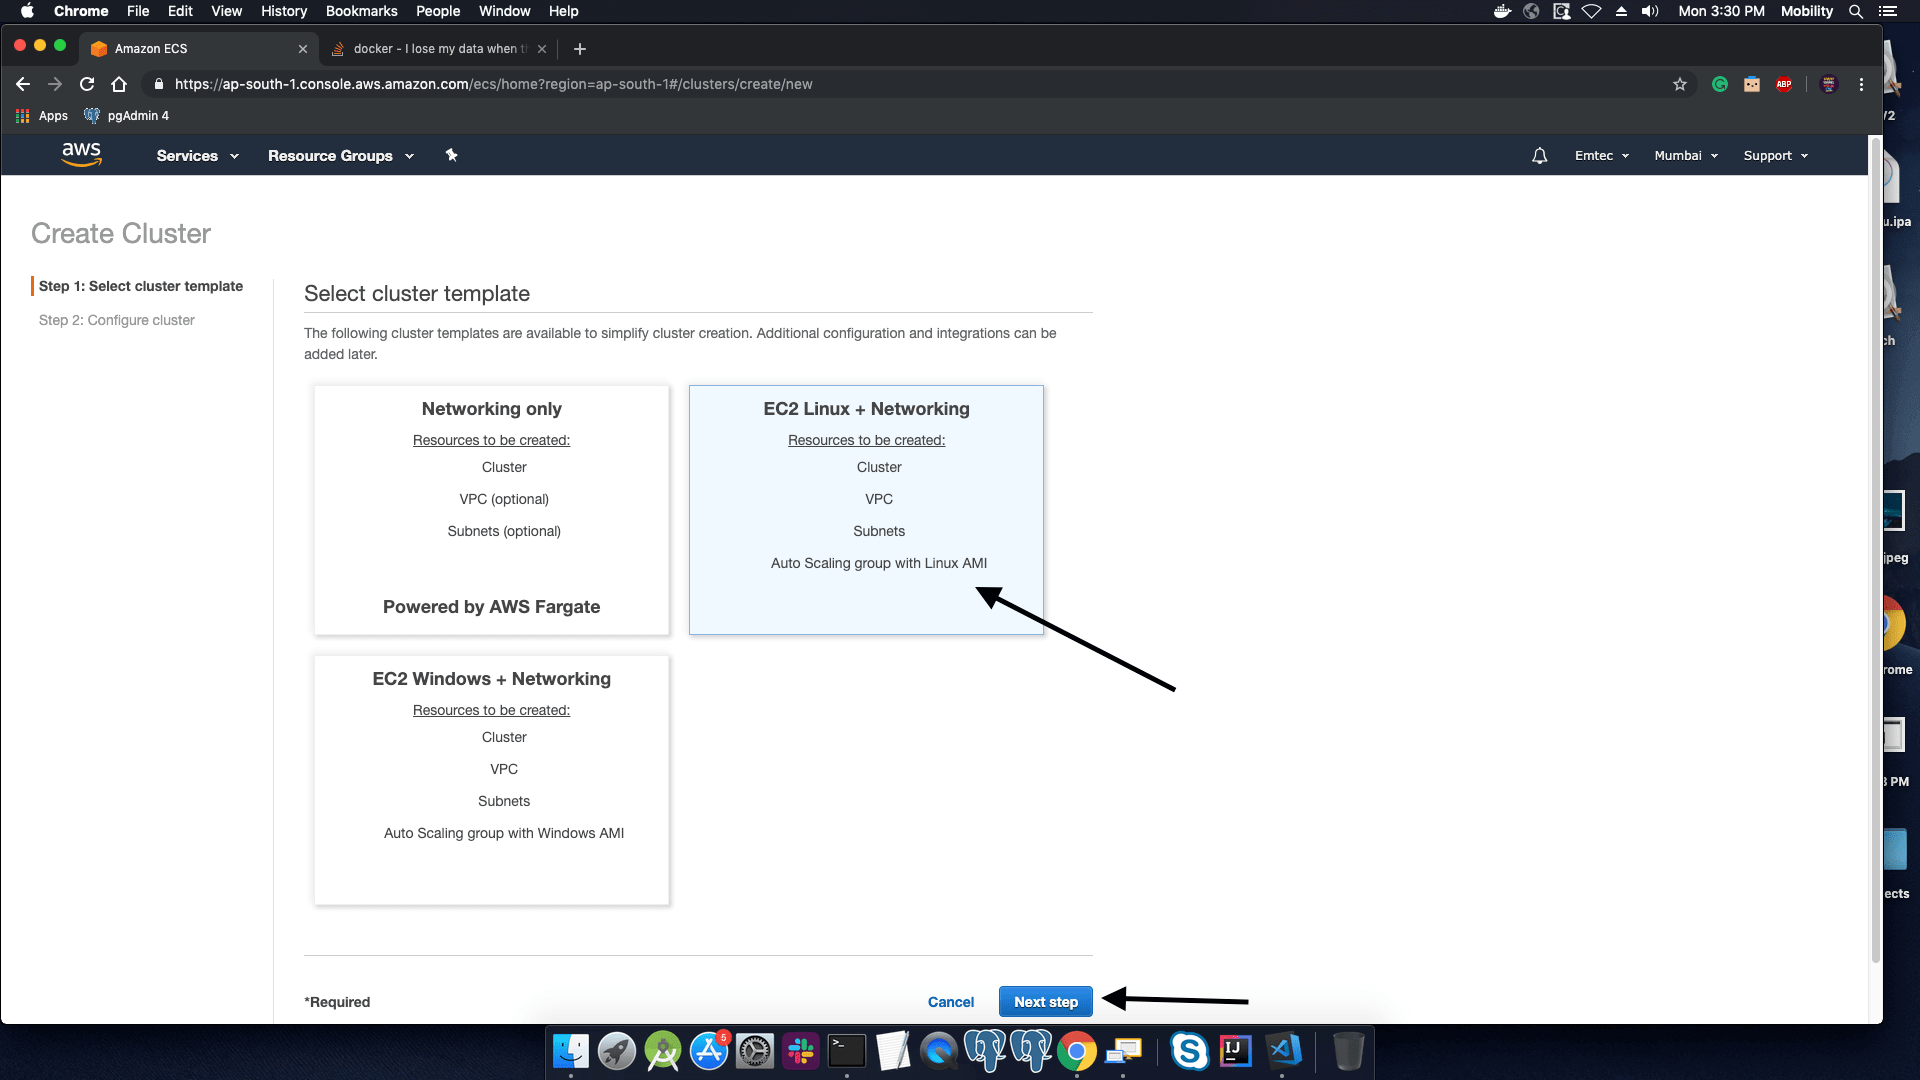 Chrome File Edit View History Bookmarks People Window Help Mon 3:30 PM Mobility
Amazon ECS docker - I lose my data when t
https://ap-south-1.console.aws.amazon.com/ecs/home?region=ap-south-1#/clusters/create/new ABP
Apps pgAdmin 4
aws Services Resource Groups Emtec Mumbai Support
Create Cluster
Step 1: Select cluster template
Step 2: Configure cluster
Select cluster template
The following cluster templates are available to simplify cluster creation. Additional configuration and integrations can be
added later.
Networking only
Resources to be created:
Cluster
VPC (optional)
Subnets (optional)
Powered by AWS Fargate
EC2 Linux + Networking
Resources to be created:
Cluster
VPC
Subnets
Auto Scaling group with Linux AMI
EC2 Windows + Networking
Resources to be created:
Cluster
VPC
Subnets
Auto Scaling group with Windows AMI
*Required Cancel Next step
u.ipa
ch
jpeg
rome
PM
ects
5
IJ